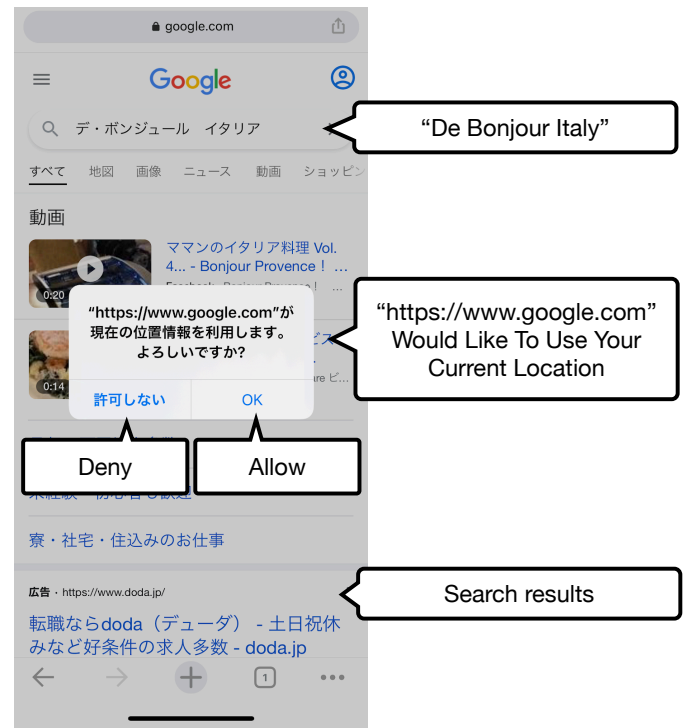 google.com
Google
デ・ボンジュール イタリア
“De Bonjour Italy”
すべて 地図 画像 ニュース 動画 ショッピン
動画
ママンのイタリア料理 Vol.
4... - Bonjour Provence！ ...
0:20
“https://www.google.com”が
現在の位置情報を利用します。
よろしいですか?
許可しない OK
“https://www.google.com”
Would Like To Use Your
Current Location
0:14
Deny
Allow
寮・社宅・住込みのお仕事
広告 · https://www.doda.jp/
Search results
転職ならdoda（デューダ） - 土日祝休
みなど好条件の求人多数 - doda.jp
1